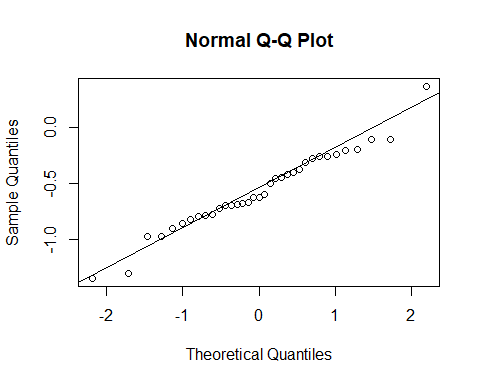 Normal Q-Q Plot
Sample Quantiles
0.0
-0.5
-1.0
-2 -1 0 1 2
Theoretical Quantiles